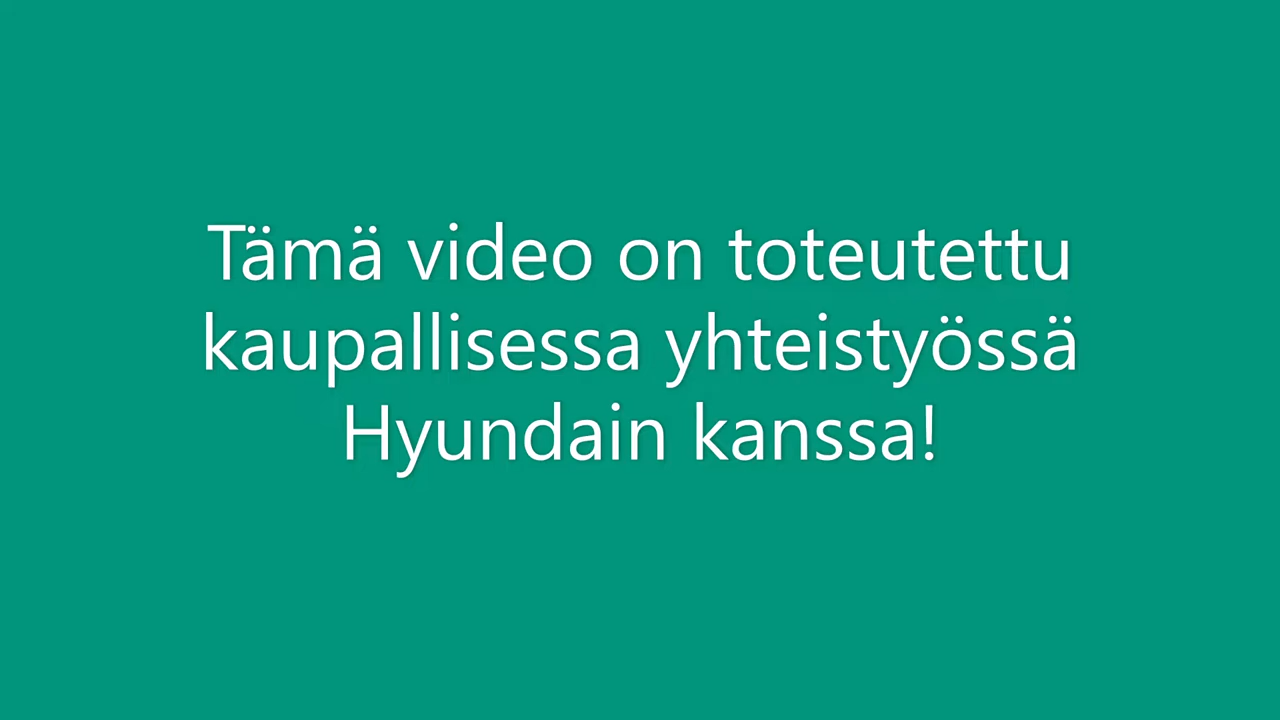 Tämä video on toteutettu
kaupallisessa yhteistyössä
Hyundain kanssa!